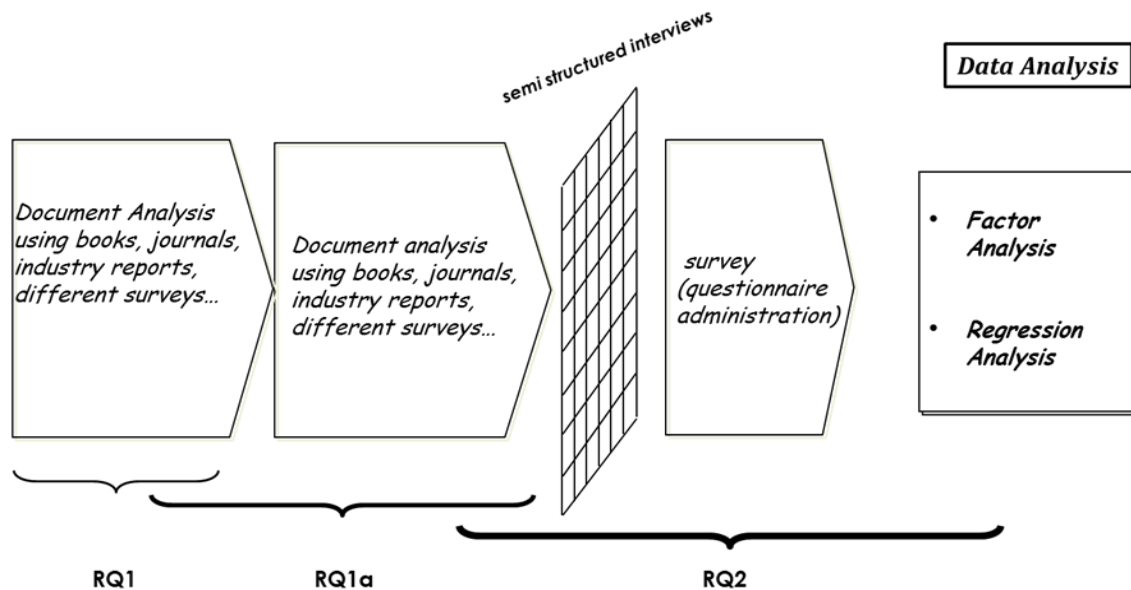 semi structured interviews
Data Analysis
Document Analysis
using books, journals,
industry reports,
different surveys...
Document analysis
using books, journals,
industry reports,
different surveys...
survey
(questionnaire
administration)
• Factor
Analysis
• Regression
Analysis
RQ1
RQ1a
RQ2